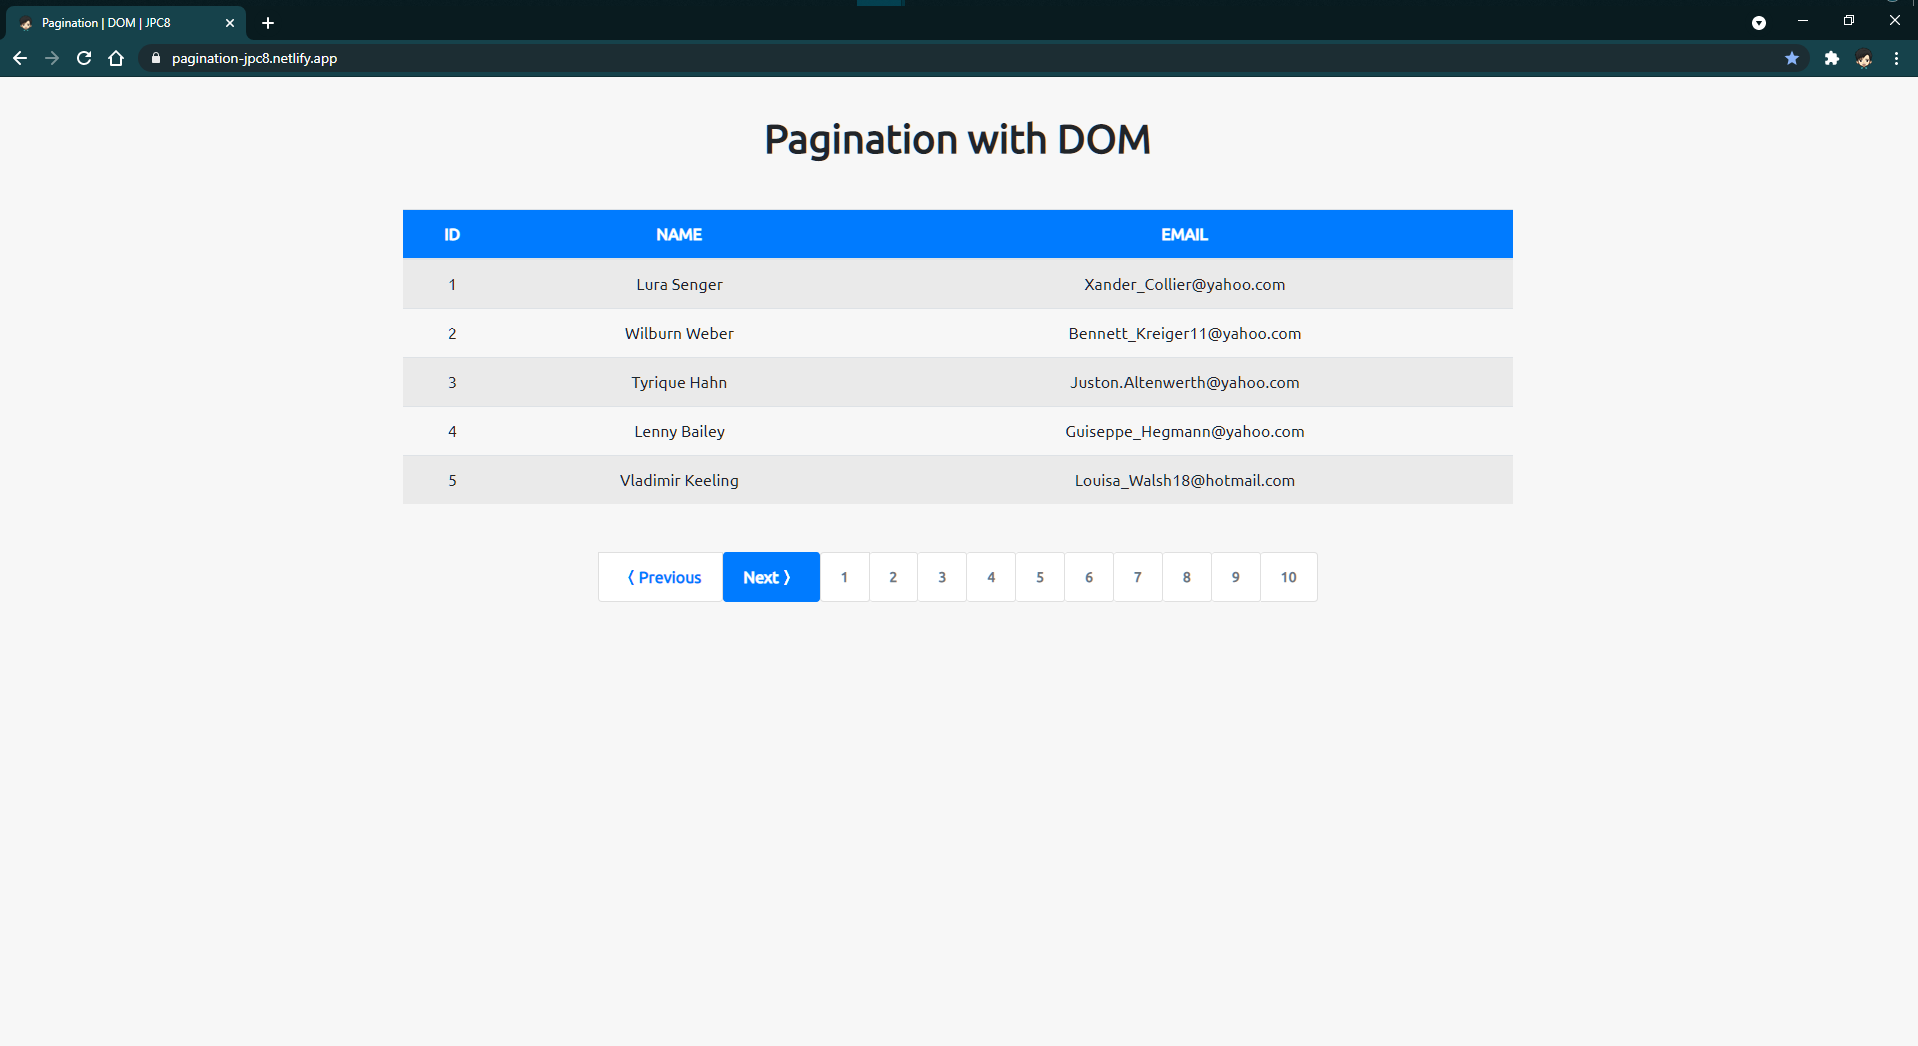 Pagination | DOM | JPC8
pagination-jpc8.netlify.app
Pagination with DOM
ID NAME EMAIL
1 Lura Senger Xander_Collier@yahoo.com
2 Wilburn Weber Bennett_Kreiger11@yahoo.com
3 Tyrique Hahn Juston.Altenwerth@yahoo.com
4 Lenny Bailey Guiseppe_Hegmann@yahoo.com
5 Vladimir Keeling Louisa_Walsh18@hotmail.com
⟨ Previous Next ⟩ 1 2 3 4 5 6 7 8 9 10